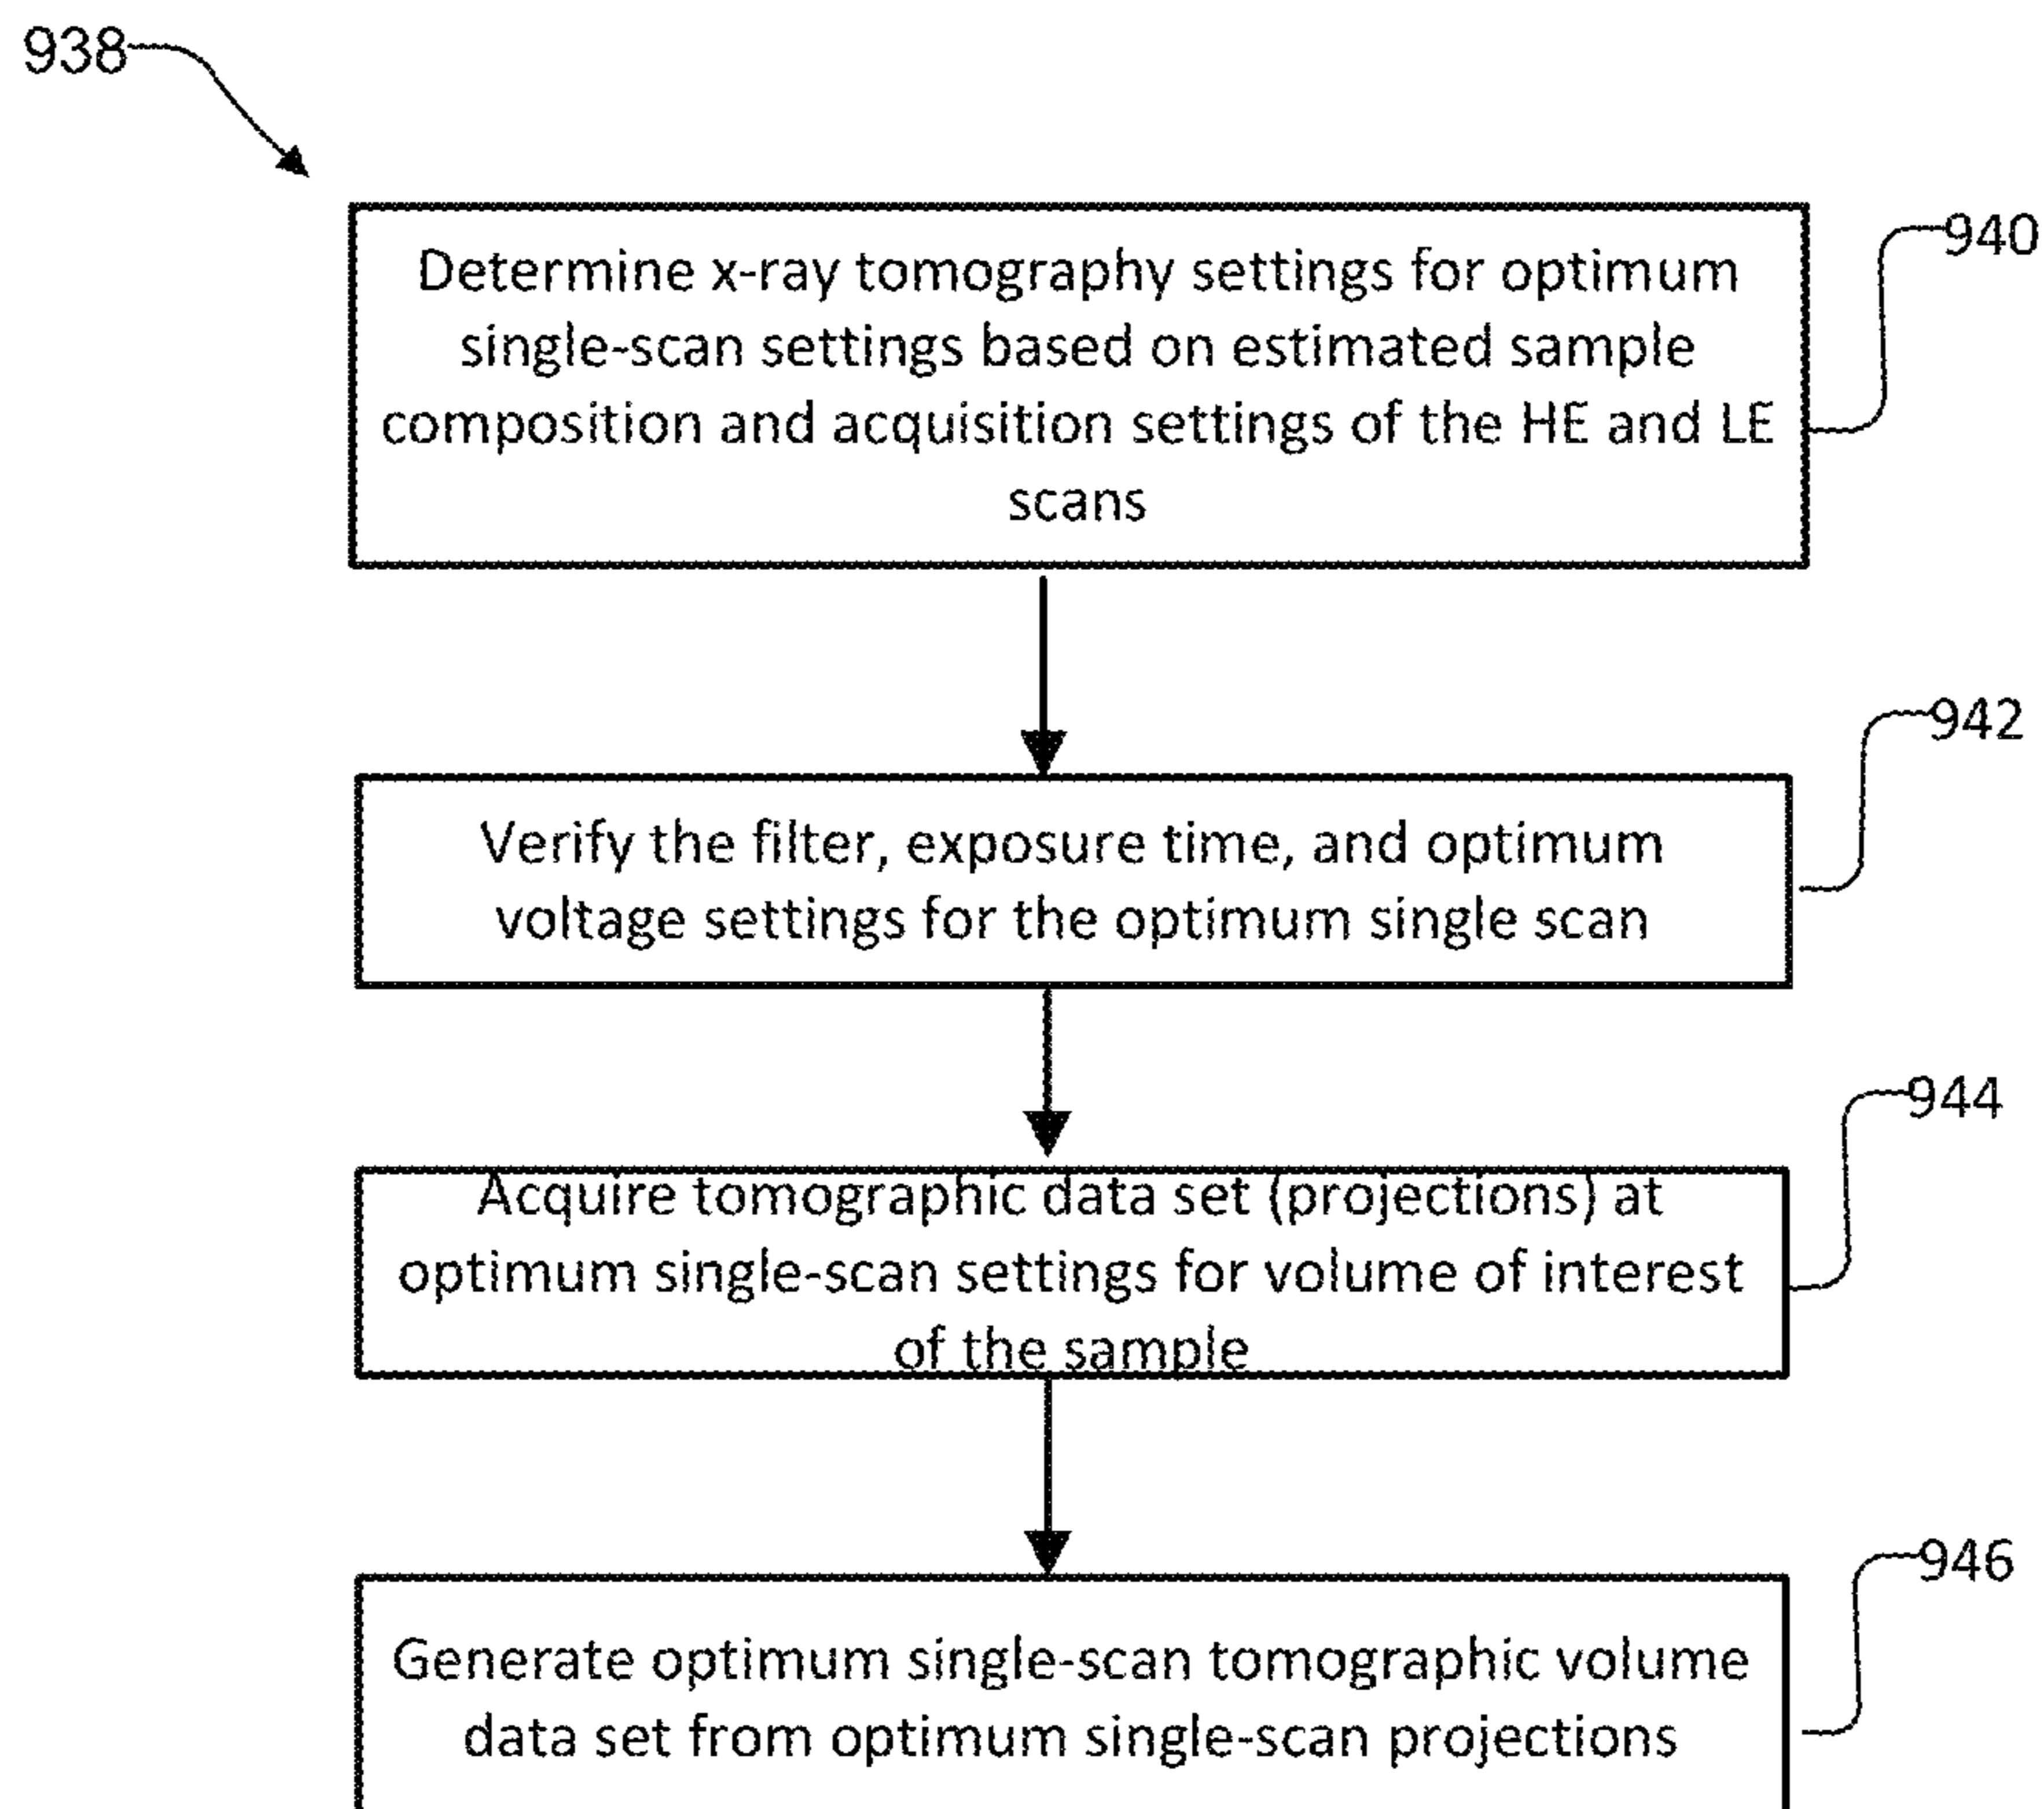 938
940
Determine x-ray tomography settings for optimum
single-scan settings based on estimated sample
composition and acquisition settings of the HE and LE
scans
942
Verify the filter, exposure time, and optimum
voltage settings for the optimum single scan
944
Acquire tomographic data set (projections) at
optimum single-scan settings for volume of interest
of the sample
946
Generate optimum single-scan tomographic volume
data set from optimum single-scan projections